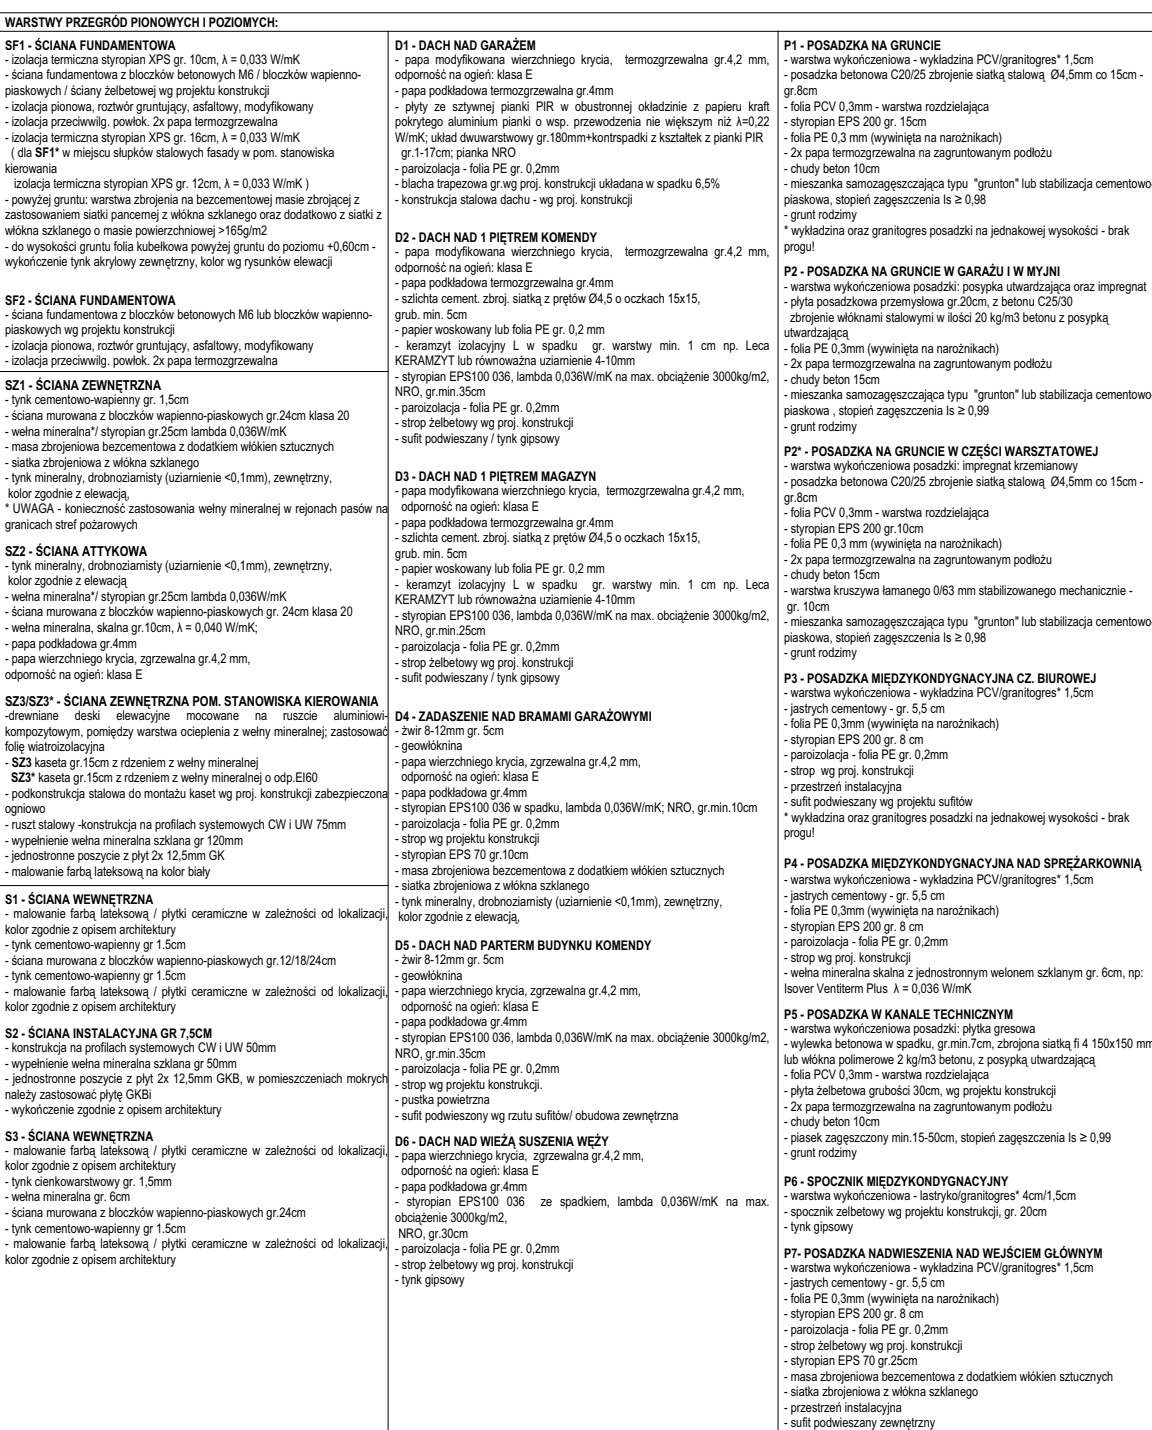 WARSTWY PRZEGRÓD PIONOWYCH I POZIOMYCH:
SF1 - ŚCIANA FUNDAMENTOWA
- izolacja termiczna styropian XPS gr. 10cm, λ = 0,033 W/mK
- ściana fundamentowa z bloczków betonowych M6 / bloczków wapienno-
piaskowych / ściany żelbetowej wg projektu konstrukcji
- izolacja pionowa, roztwór gruntujący, asfaltowy, modyfikowany
- izolacja przeciwwilg. powłok. 2x papa termozgrzewalna
- izolacja termiczna styropian XPS gr. 16cm, λ = 0,033 W/mK
( dla SF1* w miejscu słupków stalowych fasady w pom. stanowiska
kierowania
izolacja termiczna styropian XPS gr. 12cm, λ = 0,033 W/mK )
- powyżej gruntu: warstwa zbrojenia na bezcementowej masie zbrojącej z
zastosowaniem siatki pancernej z włókna szklanego oraz dodatkowo z siatki z
włókna szklanego o masie powierzchniowej >165g/m2
- do wysokości gruntu folia kubełkowa powyżej gruntu do poziomu +0,60cm -
wykończenie tynk akrylowy zewnętrzny, kolor wg rysunków elewacji
SF2 - ŚCIANA FUNDAMENTOWA
- ściana fundamentowa z bloczków betonowych M6 lub bloczków wapienno-
piaskowych wg projektu konstrukcji
- izolacja pionowa, roztwór gruntujący, asfaltowy, modyfikowany
- izolacja przeciwwilg. powłok. 2x papa termozgrzewalna
SZ1 - ŚCIANA ZEWNĘTRZNA
- tynk cementowo-wapienny gr. 1,5cm
- ściana murowana z bloczków wapienno-piaskowych gr.24cm klasa 20
- wełna mineralna*/ styropian gr.25cm lambda 0,036W/mK
- masa zbrojeniowa bezcementowa z dodatkiem włókien sztucznych
- siatka zbrojeniowa z włókna szklanego
- tynk mineralny, drobnoziarnisty (uziarnienie <0,1mm), zewnętrzny,
kolor zgodnie z elewacją,
* UWAGA - konieczność zastosowania wełny mineralnej w rejonach pasów na
granicach stref pożarowych
SZ2 - ŚCIANA ATTYKOWA
- tynk mineralny, drobnoziarnisty (uziarnienie <0,1mm), zewnętrzny,
kolor zgodnie z elewacją
- wełna mineralna*/ styropian gr.25cm lambda 0,036W/mK
- ściana murowana z bloczków wapienno-piaskowych gr. 24cm klasa 20
- wełna mineralna, skalna gr.10cm, λ = 0,040 W/mK;
- papa podkładowa gr.4mm
- papa wierzchniego krycia, zgrzewalna gr.4,2 mm,
odporność na ogień: klasa E
SZ3/SZ3* - ŚCIANA ZEWNĘTRZNA POM. STANOWISKA KIEROWANIA
-drewniane deski elewacyjne mocowane na ruszcie aluminiowi-
kompozytowym, pomiędzy warstwa ocieplenia z wełny mineralnej; zastosować
folię wiatroizolacyjna
- SZ3 kaseta gr.15cm z rdzeniem z wełny mineralnej
SZ3* kaseta gr.15cm z rdzeniem z wełny mineralnej o odp.EI60
- podkonstrukcja stalowa do montażu kaset wg proj. konstrukcji zabezpieczona
ogniowo
- ruszt stalowy -konstrukcja na profilach systemowych CW i UW 75mm
- wypełnienie wełna mineralna szklana gr 120mm
- jednostronne poszycie z płyt 2x 12,5mm GK
- malowanie farbą lateksową na kolor biały
S1 - ŚCIANA WEWNĘTRZNA
- malowanie farbą lateksową / płytki ceramiczne w zależności od lokalizacji,
kolor zgodnie z opisem architektury
- tynk cementowo-wapienny gr 1.5cm
- ściana murowana z bloczków wapienno-piaskowych gr.12/18/24cm
- tynk cementowo-wapienny gr 1.5cm
- malowanie farbą lateksową / płytki ceramiczne w zależności od lokalizacji,
kolor zgodnie z opisem architektury
S2 - ŚCIANA INSTALACYJNA GR 7,5CM
- konstrukcja na profilach systemowych CW i UW 50mm
- wypełnienie wełna mineralna szklana gr 50mm
- jednostronne poszycie z płyt 2x 12,5mm GKB, w pomieszczeniach mokrych
należy zastosować płytę GKBi
- wykończenie zgodnie z opisem architektury
S3 - ŚCIANA WEWNĘTRZNA
- malowanie farbą lateksową / płytki ceramiczne w zależności od lokalizacji,
kolor zgodnie z opisem architektury
- tynk cienkowarstwowy gr. 1,5mm
- wełna mineralna gr. 6cm
- ściana murowana z bloczków wapienno-piaskowych gr.24cm
- tynk cementowo-wapienny gr 1.5cm
- malowanie farbą lateksową / płytki ceramiczne w zależności od lokalizacji,
kolor zgodnie z opisem architektury
D1 - DACH NAD GARAŻEM
- papa modyfikowana wierzchniego krycia, termozgrzewalna gr.4,2 mm,
odporność na ogień: klasa E
- papa podkładowa termozgrzewalna gr.4mm
- płyty ze sztywnej pianki PIR w obustronnej okładzinie z papieru kraft
pokrytego aluminium pianki o wsp. przewodzenia nie większym niż λ=0,22
W/mK; układ dwuwarstwowy gr.180mm+kontrspadki z kształtek z pianki PIR
gr.1-17cm; pianka NRO
- paroizolacja - folia PE gr. 0,2mm
- blacha trapezowa gr.wg proj. konstrukcji układana w spadku 6,5%
- konstrukcja stalowa dachu - wg proj. konstrukcji
D2 - DACH NAD 1 PIĘTREM KOMENDY
- papa modyfikowana wierzchniego krycia, termozgrzewalna gr.4,2 mm,
odporność na ogień: klasa E
- papa podkładowa termozgrzewalna gr.4mm
- szlichta cement. zbroj. siatką z prętów Ø4,5 o oczkach 15x15,
grub. min. 5cm
- papier woskowany lub folia PE gr. 0,2 mm
- keramzyt izolacyjny L w spadku gr. warstwy min. 1 cm np. Leca
KERAMZYT lub równoważna uziarnienie 4-10mm
- styropian EPS100 036, lambda 0,036W/mK na max. obciążenie 3000kg/m2,
NRO, gr.min.35cm
- paroizolacja - folia PE gr. 0,2mm
- strop żelbetowy wg proj. konstrukcji
- sufit podwieszany / tynk gipsowy
D3 - DACH NAD 1 PIĘTREM MAGAZYN
- papa modyfikowana wierzchniego krycia, termozgrzewalna gr.4,2 mm,
odporność na ogień: klasa E
- papa podkładowa termozgrzewalna gr.4mm
- szlichta cement. zbroj. siatką z prętów Ø4,5 o oczkach 15x15,
grub. min. 5cm
- papier woskowany lub folia PE gr. 0,2 mm
- keramzyt izolacyjny L w spadku gr. warstwy min. 1 cm np. Leca
KERAMZYT lub równoważna uziarnienie 4-10mm
- styropian EPS100 036, lambda 0,036W/mK na max. obciążenie 3000kg/m2,
NRO, gr.min.25cm
- paroizolacja - folia PE gr. 0,2mm
- strop żelbetowy wg proj. konstrukcji
- sufit podwieszany / tynk gipsowy
D4 - ZADASZENIE NAD BRAMAMI GARAŻOWYMI
- żwir 8-12mm gr. 5cm
- geowłóknina
- papa wierzchniego krycia, zgrzewalna gr.4,2 mm,
odporność na ogień: klasa E
- papa podkładowa gr.4mm
- styropian EPS100 036 w spadku, lambda 0,036W/mK; NRO, gr.min.10cm
- paroizolacja - folia PE gr. 0,2mm
- strop wg projektu konstrukcji
- styropian EPS 70 gr.10cm
- masa zbrojeniowa bezcementowa z dodatkiem włókien sztucznych
- siatka zbrojeniowa z włókna szklanego
- tynk mineralny, drobnoziarnisty (uziarnienie <0,1mm), zewnętrzny,
kolor zgodnie z elewacją,
D5 - DACH NAD PARTERM BUDYNKU KOMENDY
- żwir 8-12mm gr. 5cm
- geowłóknina
- papa wierzchniego krycia, zgrzewalna gr.4,2 mm,
odporność na ogień: klasa E
- papa podkładowa gr.4mm
- styropian EPS100 036, lambda 0,036W/mK na max. obciążenie 3000kg/m2,
NRO, gr.min.35cm
- paroizolacja - folia PE gr. 0,2mm
- strop wg projektu konstrukcji.
- pustka powietrzna
- sufit podwieszony wg rzutu sufitów/ obudowa zewnętrzna
D6 - DACH NAD WIEŻĄ SUSZENIA WĘŻY
- papa wierzchniego krycia, zgrzewalna gr.4,2 mm,
odporność na ogień: klasa E
- papa podkładowa gr.4mm
- styropian EPS100 036 ze spadkiem, lambda 0,036W/mK na max.
obciążenie 3000kg/m2,
NRO, gr.30cm
- paroizolacja - folia PE gr. 0,2mm
- strop żelbetowy wg proj. konstrukcji
- tynk gipsowy
P1 - POSADZKA NA GRUNCIE
- warstwa wykończeniowa - wykładzina PCV/granitogres* 1,5cm
- posadzka betonowa C20/25 zbrojenie siatką stalową Ø4,5mm co 15cm -
gr.8cm
- folia PCV 0,3mm - warstwa rozdzielająca
- styropian EPS 200 gr. 15cm
- folia PE 0,3 mm (wywinięta na narożnikach)
- 2x papa termozgrzewalna na zagruntowanym podłożu
- chudy beton 10cm
- mieszanka samozagęszczająca typu "grunton" lub stabilizacja cementowo-
piaskowa, stopień zagęszczenia Is ≥ 0,98
- grunt rodzimy
* wykładzina oraz granitogres posadzki na jednakowej wysokości - brak
progu!
P2 - POSADZKA NA GRUNCIE W GARAŻU I W MYJNI
- warstwa wykończeniowa posadzki: posypka utwardzająca oraz impregnat
- płyta posadzkowa przemysłowa gr.20cm, z betonu C25/30
zbrojenie włóknami stalowymi w ilości 20 kg/m3 betonu z posypką
utwardzającą
- folia PE 0,3mm (wywinięta na narożnikach)
- 2x papa termozgrzewalna na zagruntowanym podłożu
- chudy beton 15cm
- mieszanka samozagęszczająca typu "grunton" lub stabilizacja cementowo-
piaskowa , stopień zagęszczenia Is ≥ 0,99
- grunt rodzimy
P2* - POSADZKA NA GRUNCIE W CZĘŚCI WARSZTATOWEJ
- warstwa wykończeniowa posadzki: impregnat krzemianowy
- posadzka betonowa C20/25 zbrojenie siatką stalową Ø4,5mm co 15cm -
gr.8cm
- folia PCV 0,3mm - warstwa rozdzielająca
- styropian EPS 200 gr.10cm
- folia PE 0,3 mm (wywinięta na narożnikach)
- 2x papa termozgrzewalna na zagruntowanym podłożu
- chudy beton 15cm
- warstwa kruszywa łamanego 0/63 mm stabilizowanego mechanicznie -
gr. 10cm
- mieszanka samozagęszczająca typu "grunton" lub stabilizacja cementowo-
piaskowa, stopień zagęszczenia Is ≥ 0,98
- grunt rodzimy
P3 - POSADZKA MIĘDZYKONDYGNACYJNA CZ. BIUROWEJ
- warstwa wykończeniowa - wykładzina PCV/granitogres* 1,5cm
- jastrych cementowy - gr. 5,5 cm
- folia PE 0,3mm (wywinięta na narożnikach)
- styropian EPS 200 gr. 8 cm
- paroizolacja - folia PE gr. 0,2mm
- strop wg proj. konstrukcji
- przestrzeń instalacyjna
- sufit podwieszany wg projektu sufitów
* wykładzina oraz granitogres posadzki na jednakowej wysokości - brak
progu!
P4 - POSADZKA MIĘDZYKONDYGNACYJNA NAD SPRĘŻARKOWNIĄ
- warstwa wykończeniowa - wykładzina PCV/granitogres* 1,5cm
- jastrych cementowy - gr. 5,5 cm
- folia PE 0,3mm (wywinięta na narożnikach)
- styropian EPS 200 gr. 8 cm
- paroizolacja - folia PE gr. 0,2mm
- strop wg proj. konstrukcji
- wełna mineralna skalna z jednostronnym welonem szklanym gr. 6cm, np:
Isover Ventiterm Plus λ = 0,036 W/mK
P5 - POSADZKA W KANALE TECHNICZNYM
- warstwa wykończeniowa posadzki: płytka gresowa
- wylewka betonowa w spadku, gr.min.7cm, zbrojona siatką fi 4 150x150 mm
lub włókna polimerowe 2 kg/m3 betonu, z posypką utwardzającą
- folia PCV 0,3mm - warstwa rozdzielająca
- płyta żelbetowa grubości 30cm, wg projektu konstrukcji
- 2x papa termozgrzewalna na zagruntowanym podłożu
- chudy beton 10cm
- piasek zagęszczony min.15-50cm, stopień zagęszczenia Is ≥ 0,99
- grunt rodzimy
P6 - SPOCZNIK MIĘDZYKONDYGNACYJNY
- warstwa wykończeniowa - lastryko/granitogres* 4cm/1,5cm
- spocznik zelbetowy wg projektu konstrukcji, gr. 20cm
- tynk gipsowy
P7- POSADZKA NADWIESZENIA NAD WEJŚCIEM GŁÓWNYM
- warstwa wykończeniowa - wykładzina PCV/granitogres* 1,5cm
- jastrych cementowy - gr. 5,5 cm
- folia PE 0,3mm (wywinięta na narożnikach)
- styropian EPS 200 gr. 8 cm
- paroizolacja - folia PE gr. 0,2mm
- strop żelbetowy wg proj. konstrukcji
- styropian EPS 70 gr.25cm
- masa zbrojeniowa bezcementowa z dodatkiem włókien sztucznych
- siatka zbrojeniowa z włókna szklanego
- przestrzeń instalacyjna
- sufit podwieszany zewnętrzny